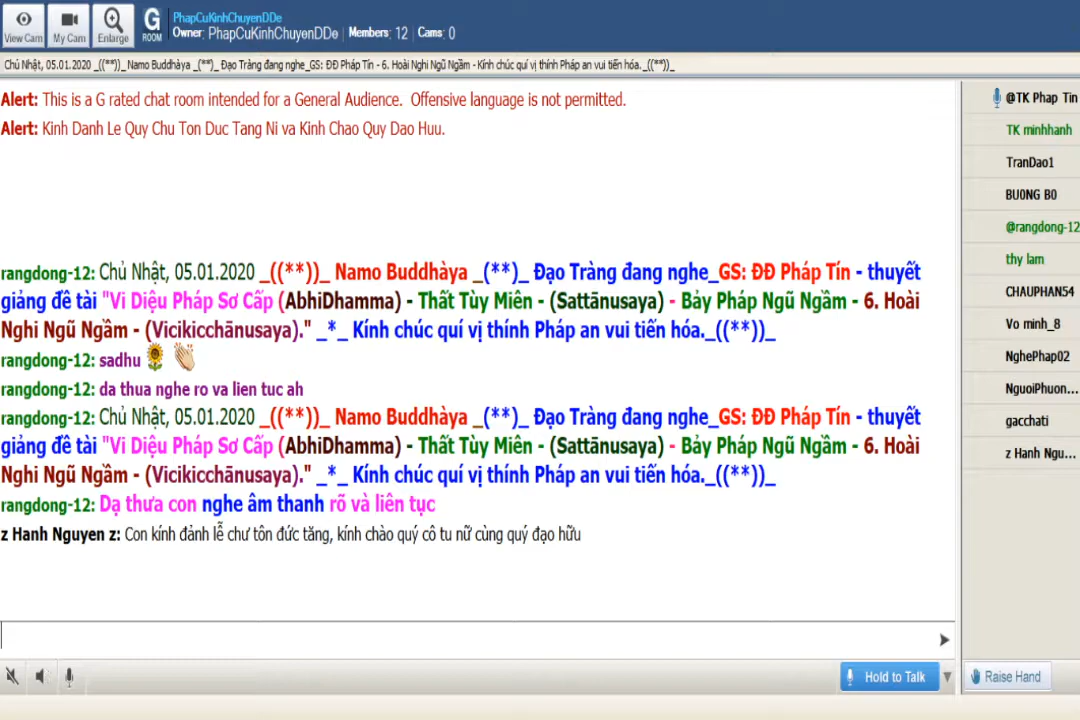 View Cam My Cam Enlarge G ROOM PhapCuKinhChuyenDDe
Owner: PhapCuKinhChuyenDDe Members: 12 Cams: 0
Chủ Nhật, 05.01.2020 _((**))_ Namo Buddhàya _(**)_ Đạo Tràng đang nghe_GS: ĐĐ Pháp Tín - 6. Hoài Nghi Ngũ Ngầm - Kính chúc quí vị thính Pháp an vui tiến hóa._((**))_
Alert: This is a G rated chat room intended for a General Audience. Offensive language is not permitted.
Alert: Kinh Danh Le Quy Chu Ton Duc Tang Ni va Kinh Chao Quy Dao Huu.
rangdong-12: Chủ Nhật, 05.01.2020 _((**))_ Namo Buddhàya _(**)_ Đạo Tràng đang nghe_GS: ĐĐ Pháp Tín - thuyết
giảng đề tài "Vi Diệu Pháp Sơ Cấp (AbhiDhamma) - Thất Tùy Miên - (Sattānusaya) - Bảy Pháp Ngũ Ngầm - 6. Hoài
Nghi Ngũ Ngầm - (Vicikicchānusaya)." _*_ Kính chúc quí vị thính Pháp an vui tiến hóa._((**))_
rangdong-12: sadhu
rangdong-12: da thua nghe ro va lien tuc ah
rangdong-12: Chủ Nhật, 05.01.2020 _((**))_ Namo Buddhàya _(**)_ Đạo Tràng đang nghe_GS: ĐĐ Pháp Tín - thuyết
giảng đề tài "Vi Diệu Pháp Sơ Cấp (AbhiDhamma) - Thất Tùy Miên - (Sattānusaya) - Bảy Pháp Ngũ Ngầm - 6. Hoài
Nghi Ngũ Ngầm - (Vicikicchānusaya)." _*_ Kính chúc quí vị thính Pháp an vui tiến hóa._((**))_
rangdong-12: Dạ thưa con nghe âm thanh rõ và liên tục
z Hanh Nguyen z: Con kính đảnh lễ chư tôn đức tăng, kính chào quý cô tu nữ cùng quý đạo hữu
@TK Phap Tin
TK minhhanh
TranDao1
BU0NG B0
@rangdong-12
thy lam
CHAUPHAN54
Vo minh_8
NghePhap02
NguoiPhuon...
gacchati
z Hanh Ngu...
Hold to Talk
Raise Hand